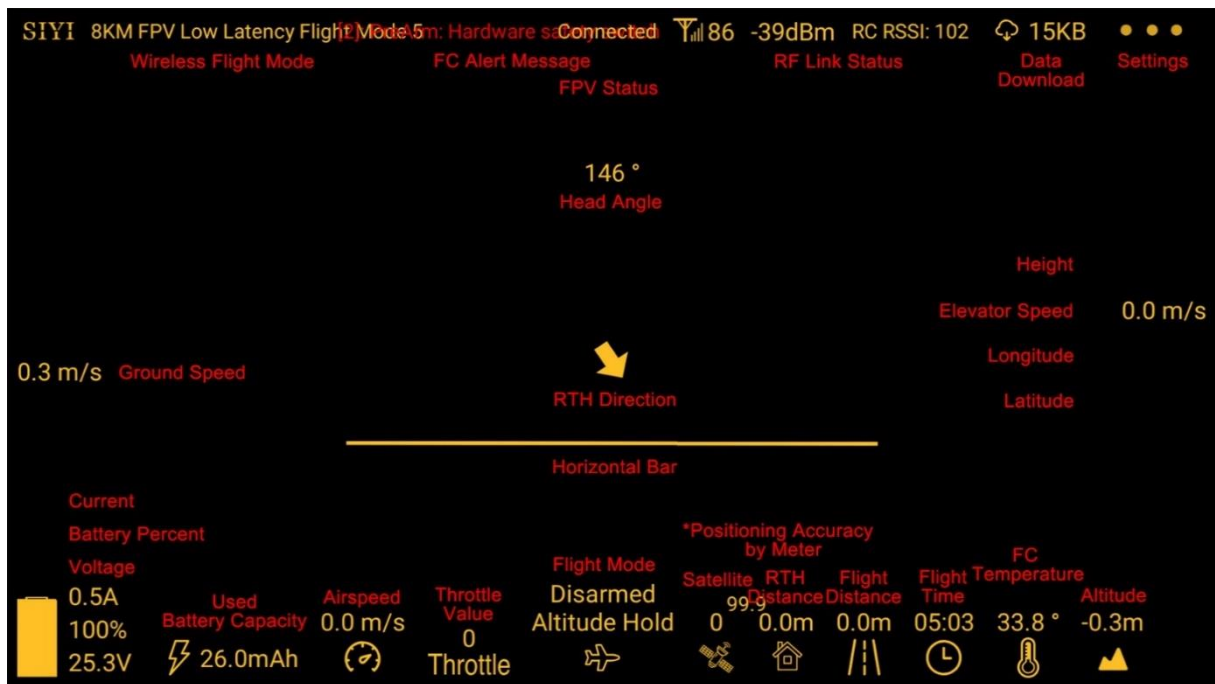 SIYI 8KM FPV Low Latency Flight Mode 5 [2] PreArm: Hardware safety switch Connected 86 -39dBm RC RSSI: 102 15KB
Wireless Flight Mode FC Alert Message RF Link Status Data Download Settings
FPV Status
146 °
Head Angle
Height
Elevator Speed 0.0 m/s
Longitude
0.3 m/s Ground Speed
RTH Direction
Latitude
Horizontal Bar
Current
Battery Percent
Voltage
0.5A
100%
25.3V
Used
Battery Capacity
26.0mAh
Airspeed
0.0 m/s
Throttle
Value
0
Throttle
Flight Mode
Disarmed
Altitude Hold
*Positioning Accuracy
by Meter
Satellite
99.9
0
RTH
Distance
0.0m
Flight
Distance
0.0m
Flight
Time
05:03
FC
Temperature
33.8 °
Altitude
-0.3m